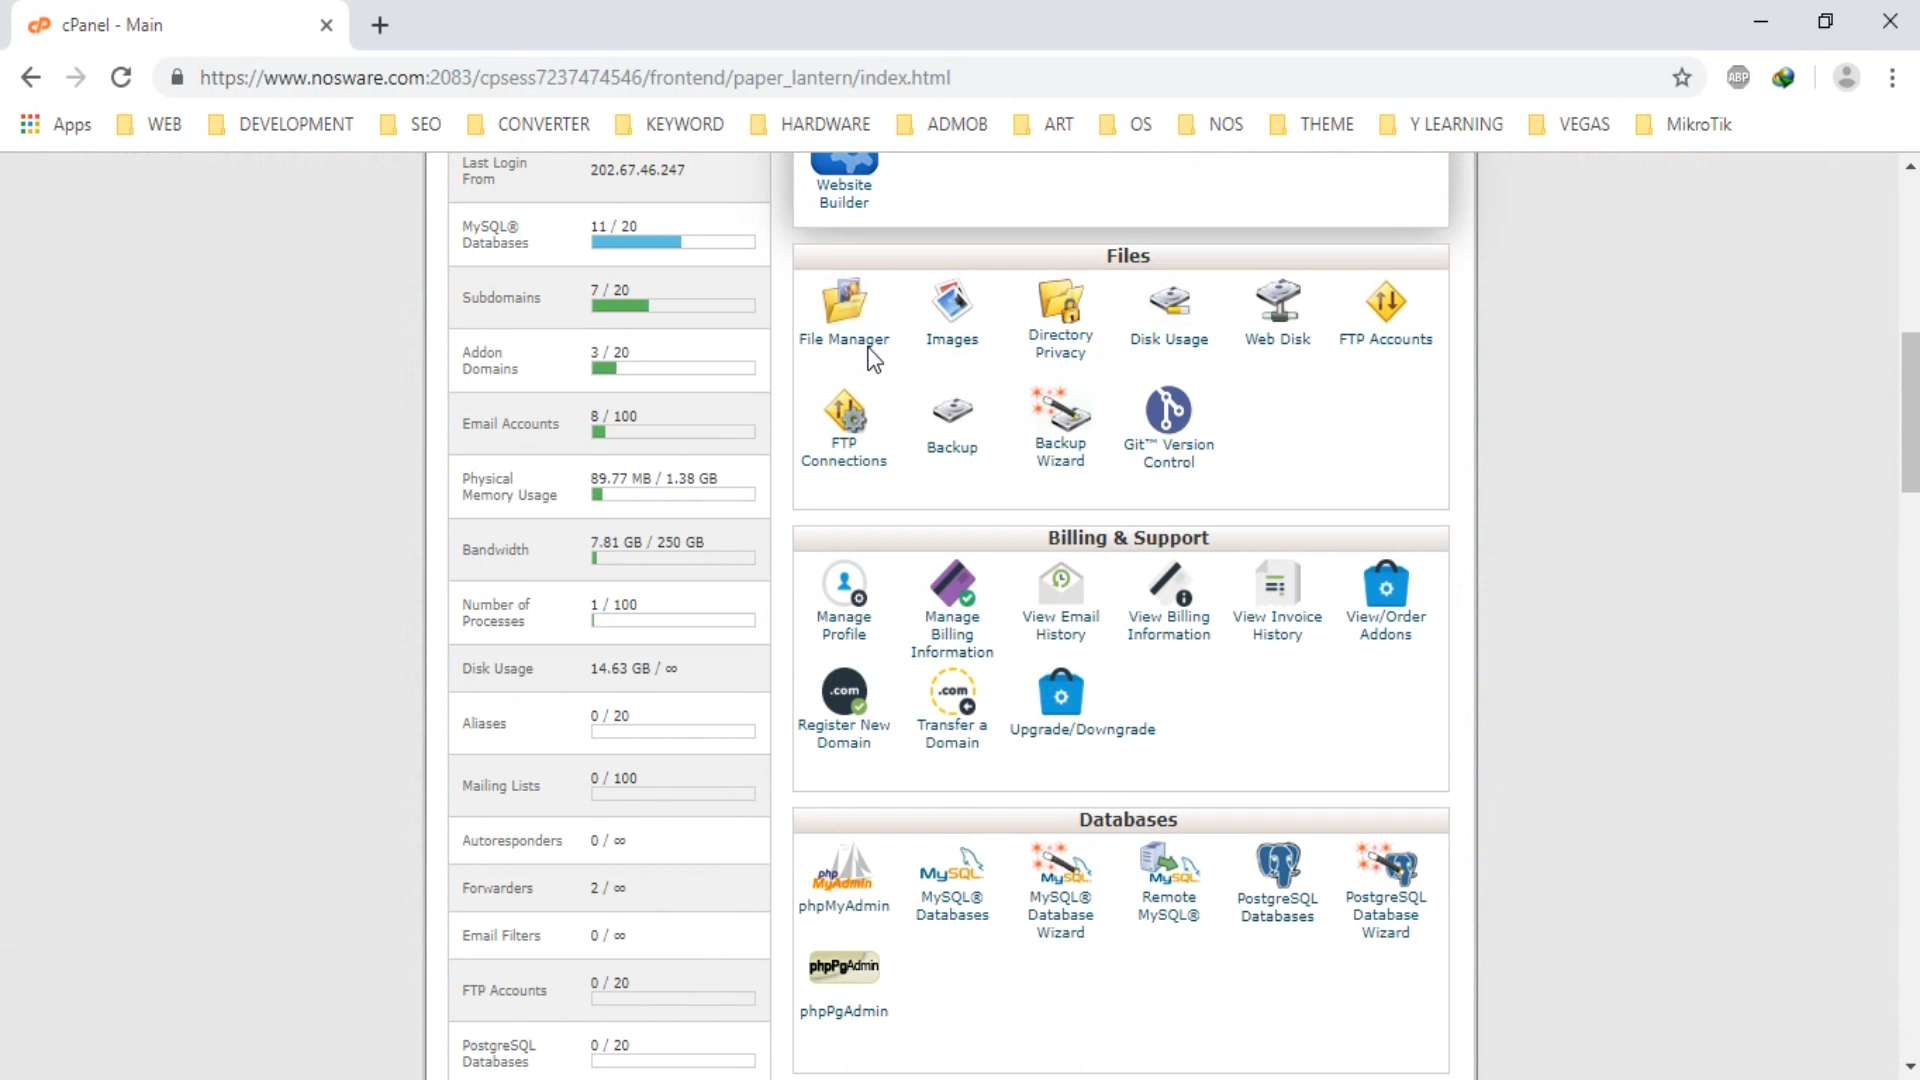 cPanel - Main
https://www.nosware.com:2083/cpsess7237474546/frontend/paper_lantern/index.html
ABP
Apps WEB DEVELOPMENT SEO CONVERTER KEYWORD HARDWARE ADMOB ART OS NOS THEME Y LEARNING VEGAS MikroTik
Last Login
From
202.67.46.247
MySQL®
Databases
11 / 20
Subdomains
7 / 20
Addon
Domains
3 / 20
Email Accounts
8 / 100
Physical
Memory Usage
89.77 MB / 1.38 GB
Bandwidth
7.81 GB / 250 GB
Number of
Processes
1 / 100
Disk Usage
14.63 GB / ∞
Aliases
0 / 20
Mailing Lists
0 / 100
Autoresponders
0 / ∞
Forwarders
2 / ∞
Email Filters
0 / ∞
FTP Accounts
0 / 20
PostgreSQL
Databases
0 / 20
Website
Builder
Files
File Manager
Images
Directory
Privacy
Disk Usage
Web Disk
FTP Accounts
FTP
Connections
Backup
Backup
Wizard
Git™ Version
Control
Billing & Support
Manage
Profile
Manage
Billing
Information
View Email
History
View Billing
Information
View Invoice
History
View/Order
Addons
.com
Register New
Domain
.com
Transfer a
Domain
Upgrade/Downgrade
Databases
php
MyAdmin
phpMyAdmin
MySQL
MySQL®
Databases
MySQL
MySQL®
Database
Wizard
MySQL
Remote
MySQL®
PostgreSQL
Databases
PostgreSQL
Database
Wizard
phpPgAdmin
phpPgAdmin